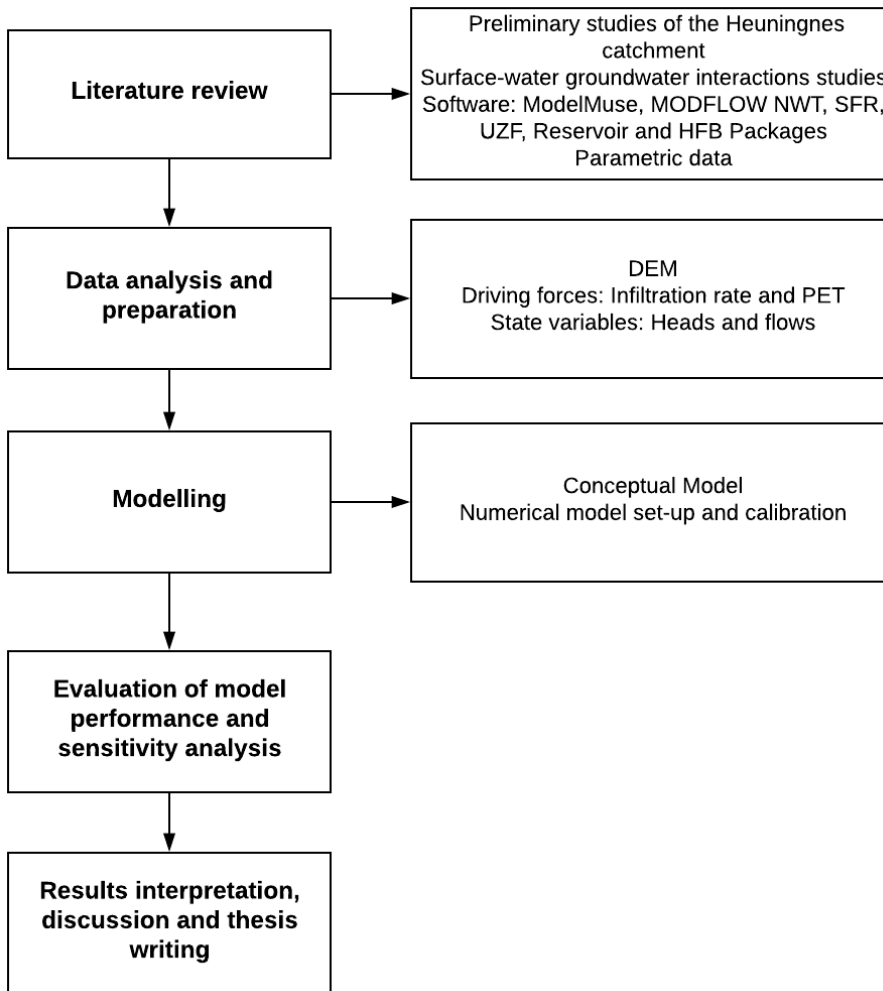 Literature review
Preliminary studies of the Heuningnes
catchment
Surface-water groundwater interactions studies
Software: ModelMuse, MODFLOW NWT, SFR,
UZF, Reservoir and HFB Packages
Parametric data
Data analysis and
preparation
DEM
Driving forces: Infiltration rate and PET
State variables: Heads and flows
Modelling
Conceptual Model
Numerical model set-up and calibration
Evaluation of model
performance and
sensitivity analysis
Results interpretation,
discussion and thesis
writing